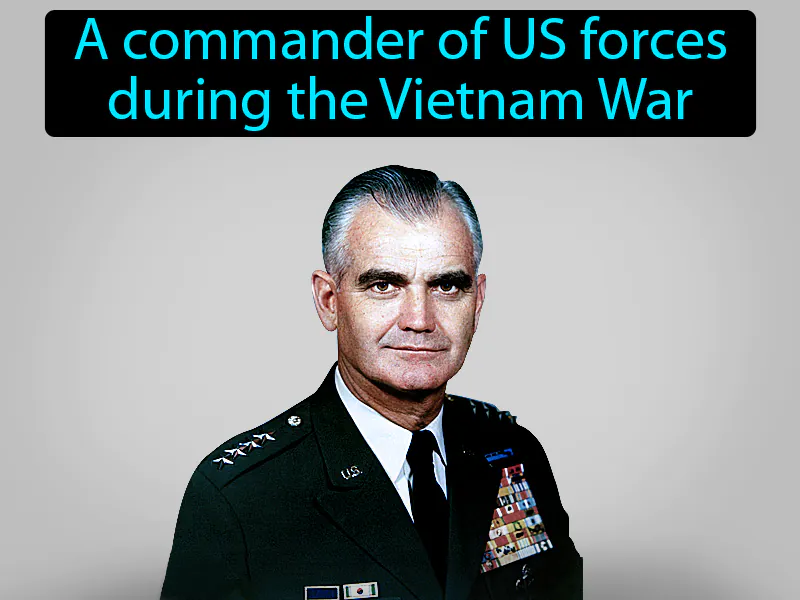 A commander of US forces
during the Vietnam War
U.S.